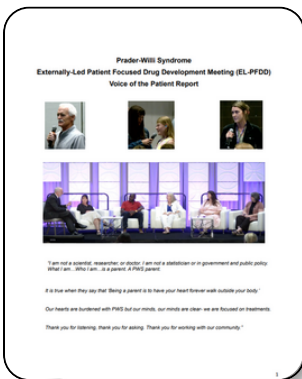 Prader-Willi Syndrome
Externally-Led Patient Focused Drug Development Meeting (EL-PFDD)
Voice of the Patient Report
"I am not a scientist, researcher, or doctor. I am not a statistician or in government and public policy.
What I am…Who I am…is a parent. A PWS parent.
It is true when they say that 'Being a parent is to have your heart forever walk outside your body.'
Our hearts are burdened with PWS but our minds, our minds are clear- we are focused on treatments.
Thank you for listening, thank you for asking. Thank you for working with our community."
1